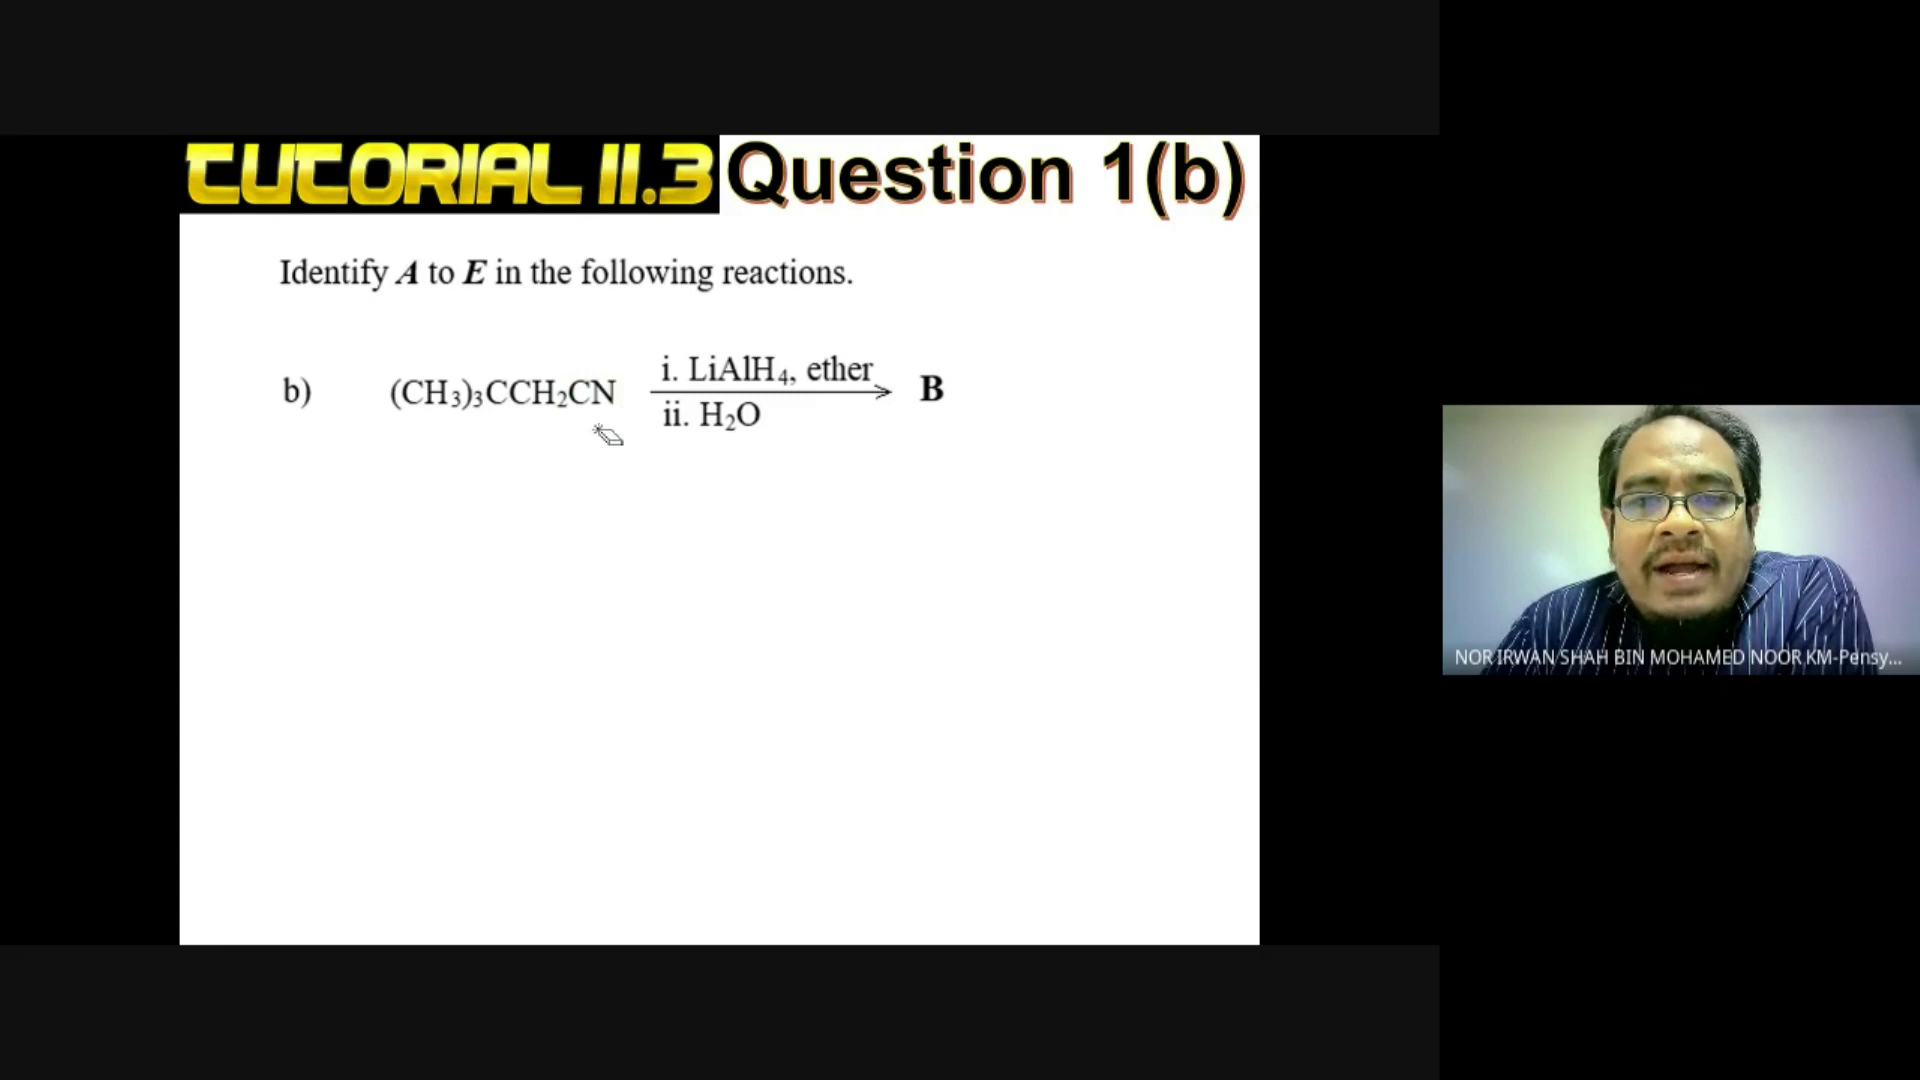 TUTORIAL 11.3 Question 1(b)
Identify A to E in the following reactions.
b) (CH₃)₃CCH₂CN i. LiAlH₄, ether B
ii. H₂O
NOR IRWAN SHAH BIN MOHAMED NOOR KM-Pensy...